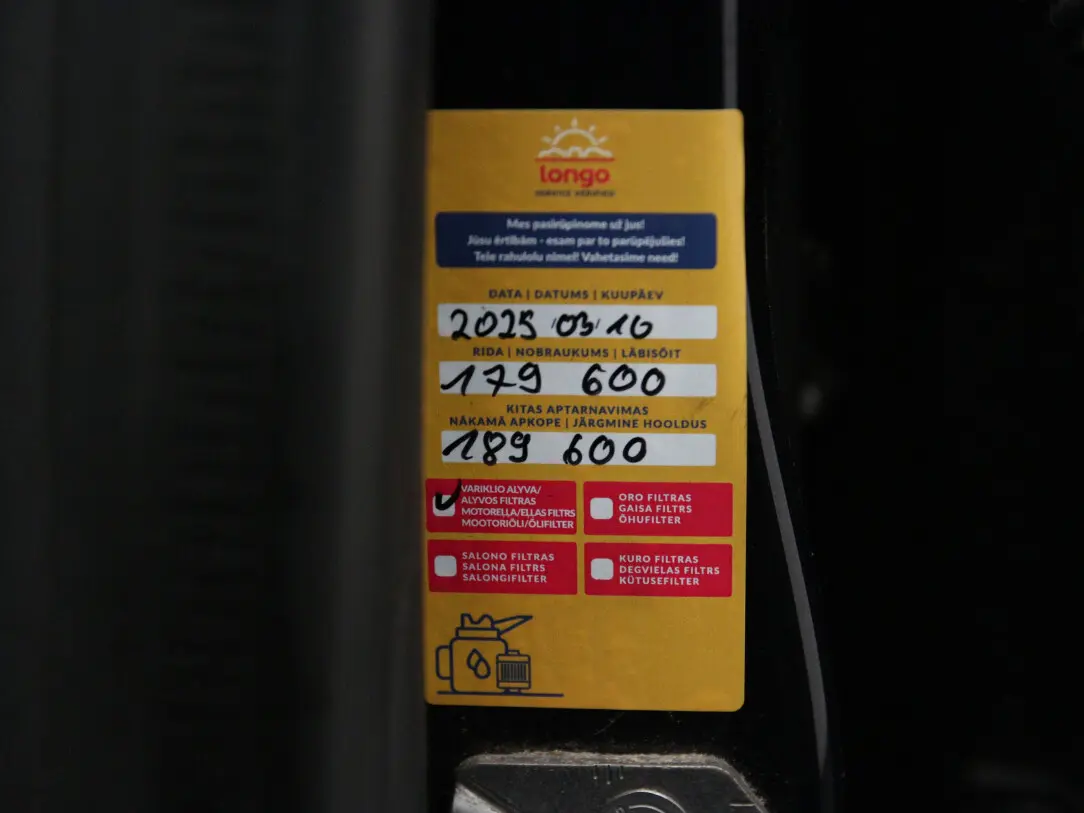 longo
Mes pasirūpinome už jus!
Jūsu ērtībām - esam par to parūpējušies!
Teie rahulolu nimel! Vahetasime need!
DATA | DATUMS | KUUPÄEV
2025/03/10
RIDA | NOBRAUKUMS | LÄBISÕIT
179 600
KITAS APTARNAVIMAS
NĀKAMĀ APKOPE | JÄRGMINE HOOLDUS
189 600
VARIKLIO ALYVA/
ALYVOS FILTRAS
MOTOREĻĻA/EĻĻAS FILTRS
MOOTORIÕLI/ÕLIFILTER
ORO FILTRAS
GAISA FILTRS
ÕHUFILTER
SALONO FILTRAS
SALONA FILTRS
SALONGIFILTER
KURO FILTRAS
DEGVIELAS FILTRS
KÜTUSEFILTER